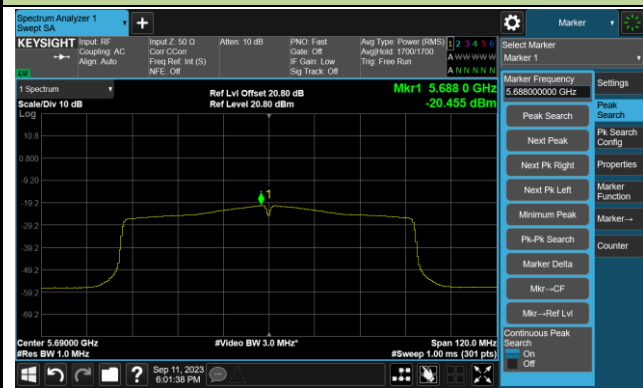 Spectrum Analyzer 1
Swept SA
Marker
KEYSIGHT
Input: RF
Coupling: AC
Align: Auto
Input Z: 50 Ω
Corr CCorr
Freq Ref: Int (S)
NFE: Off
Atten: 10 dB
PNO: Fast
Gate: Off
IF Gain: Low
Sig Track: Off
Avg Type: Power (RMS)
Avg|Hold: 1700/1700
Trig: Free Run
1 2 3 4 5 6
A W W W W W
A N N N N N
LXI
Select Marker
Marker 1
1 Spectrum
Scale/Div 10 dB
Log
Ref Lvl Offset 20.80 dB
Ref Level 20.80 dBm
Mkr1 5.688 0 GHz
-20.455 dBm
10.8
0.800
-9.20
-19.2
-29.2
-39.2
-49.2
-59.2
-69.2
1
Center 5.69000 GHz
#Res BW 1.0 MHz
#Video BW 3.0 MHz*
Span 120.0 MHz
#Sweep 1.00 ms (301 pts)
Marker Frequency
5.688000000 GHz
Peak Search
Next Peak
Next Pk Right
Next Pk Left
Minimum Peak
Pk-Pk Search
Marker Delta
Mkr→CF
Mkr→Ref Lvl
Continuous Peak
Search
On
Off
Settings
Peak
Search
Pk Search
Config
Properties
Marker
Function
Marker→
Counter
Sep 11, 2023
6:01:38 PM